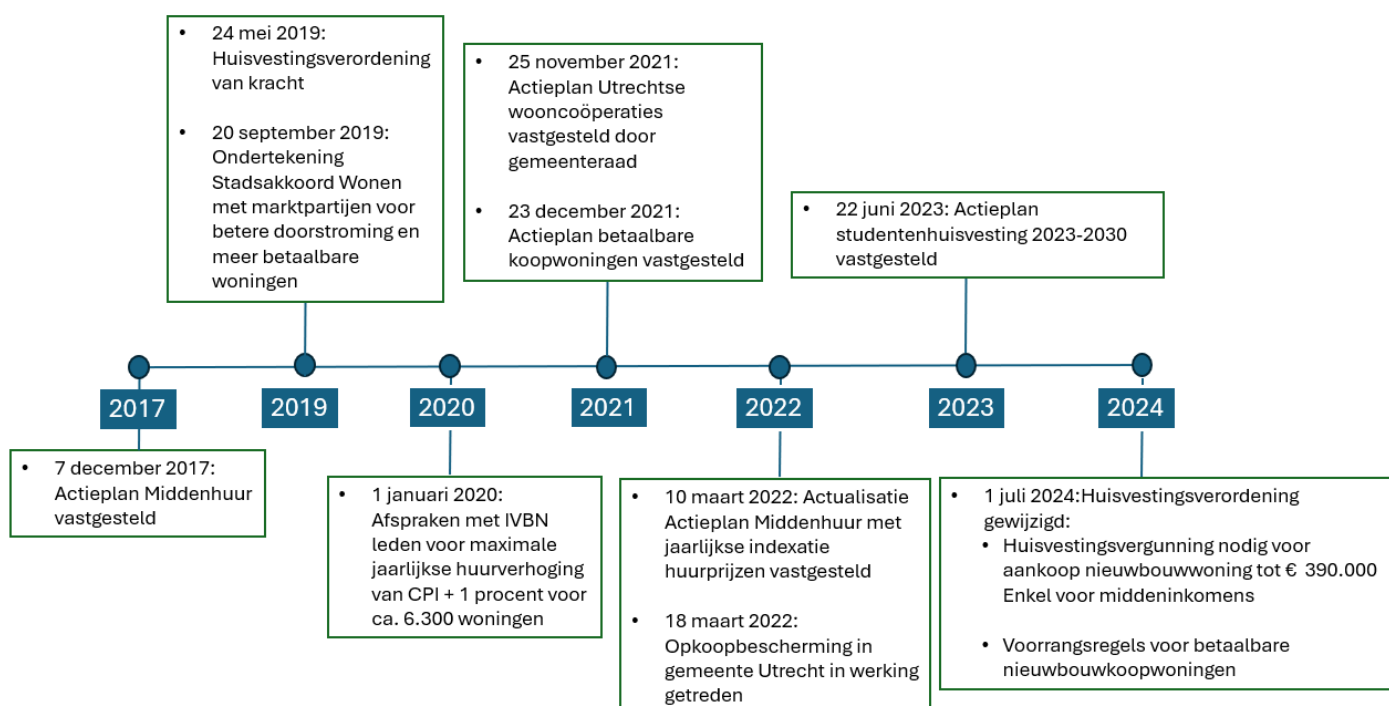 • 24 mei 2019:
Huisvestingsverordening
van kracht
• 20 september 2019:
Ondertekening
Stadsakkoord Wonen
met marktpartijen voor
betere doorstroming en
meer betaalbare
woningen
• 25 november 2021:
Actieplan Utrechtse
wooncoöperaties
vastgesteld door
gemeenteraad
• 23 december 2021:
Actieplan betaalbare
koopwoningen vastgesteld
• 22 juni 2023: Actieplan
studentenhuisvesting 2023-2030
vastgesteld
2017
2019
2020
2021
2022
2023
2024
• 7 december 2017:
Actieplan Middenhuur
vastgesteld
• 1 januari 2020:
Afspraken met IVBN
leden voor maximale
jaarlijkse huurverhoging
van CPI + 1 procent voor
ca. 6.300 woningen
• 10 maart 2022: Actualisatie
Actieplan Middenhuur met
jaarlijkse indexatie
huurprijzen vastgesteld
• 18 maart 2022:
Opkoopbescherming in
gemeente Utrecht in werking
getreden
• 1 juli 2024:Huisvestingsverordening
gewijzigd:
• Huisvestingsvergunning nodig voor
aankoop nieuwbouwwoning tot € 390.000
Enkel voor middeninkomens
• Voorrangsregels voor betaalbare
nieuwbouwkoopwoningen